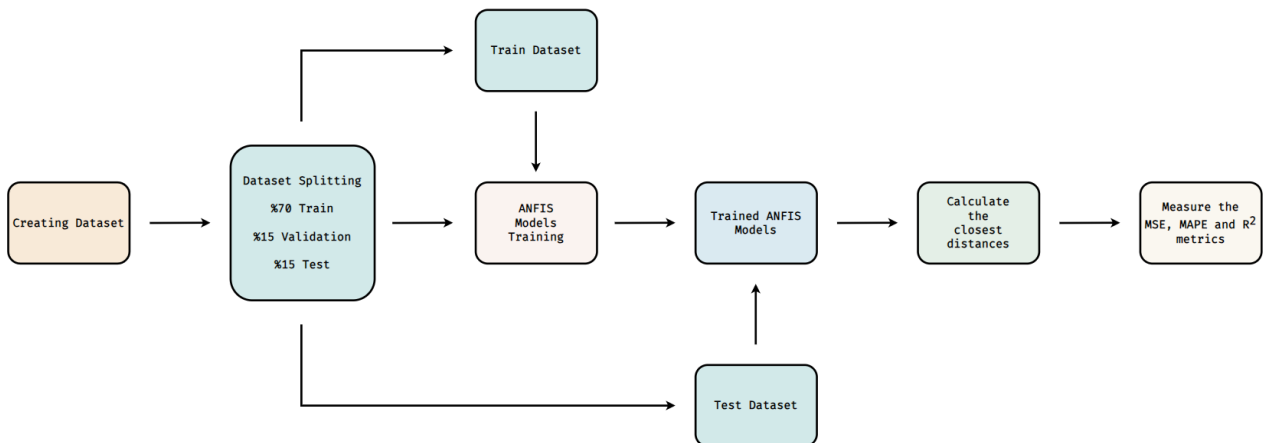 Train Dataset
Creating Dataset
Dataset Splitting
%70 Train
%15 Validation
%15 Test
ANFIS
Models
Training
Trained ANFIS
Models
Calculate
the
closest
distances
Measure the
MSE, MAPE and R²
metrics
Test Dataset